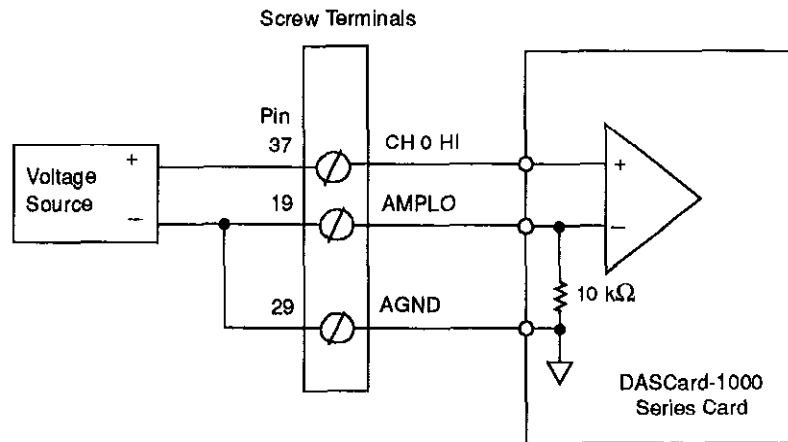 Screw Terminals
Pin
37
CH 0 HI
+
+
Voltage
Source
19
AMPLO
—
—
10 kΩ
29
AGND
DASCard-1000
Series Card